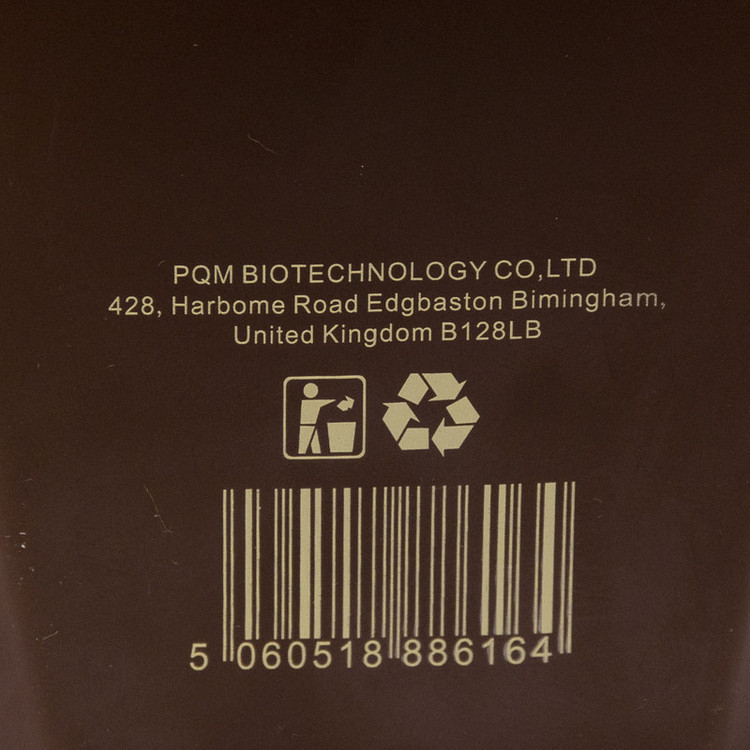 PQM BIOTECHNOLOGY CO,LTD
428, Harbome Road Edgbaston Bimingham,
United Kingdom B128LB
5 060518 886164